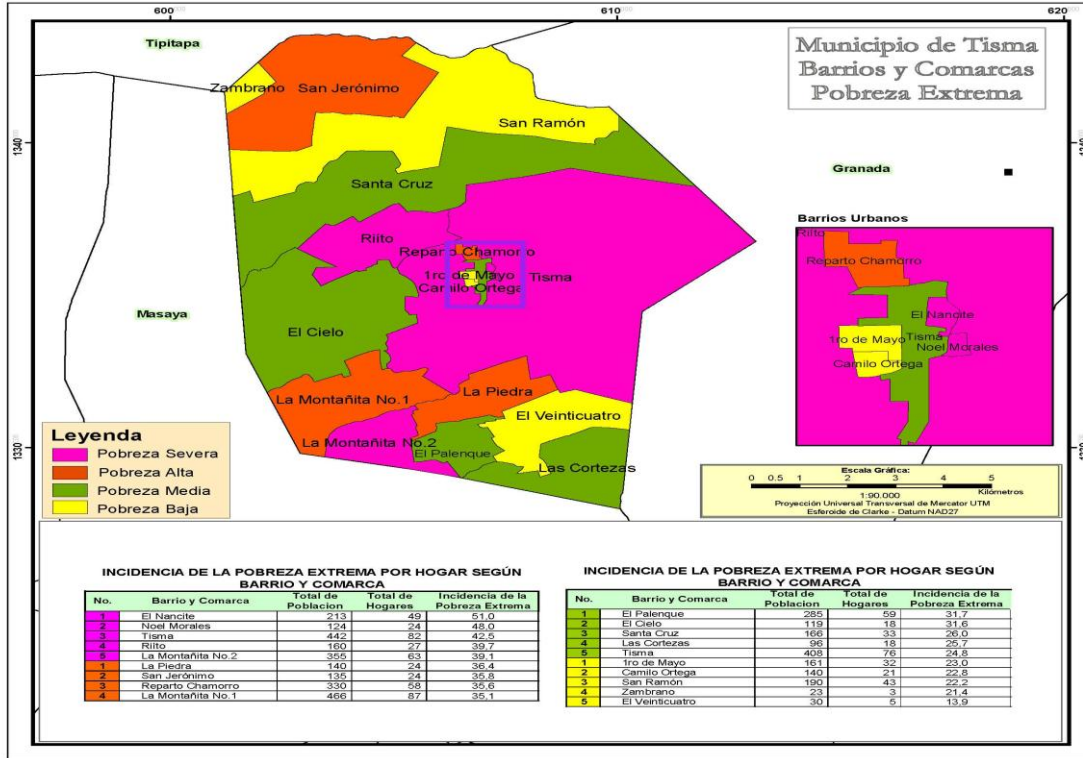 600
610
620
Tipitapa
Municipio de Tisma
Barrios y Comarcas
Pobreza Extrema
Zambrano
San Jerónimo
San Ramón
1340
Santa Cruz
Granada
Barrios Urbanos
Riíto
Reparto Chamorro
1ro de Mayo
Tisma
Camilo Ortega
Riíto
Reparto Chamorro
El Nancite
1ro de Mayo
Tisma
Noel Morales
Camilo Ortega
Masaya
El Cielo
La Montañita No.1
La Piedra
El Veinticuatro
La Montañita No.2
El Palenque
Las Cortezas
1330
Leyenda
Pobreza Severa
Pobreza Alta
Pobreza Media
Pobreza Baja
Escala Gráfica:
0 0.5 1 2 3 4 5
Kilómetros
1:90.000
Proyección Universal Transversal de Mercator UTM
Esferoide de Clarke - Datum NAD27
INCIDENCIA DE LA POBREZA EXTREMA POR HOGAR SEGÚN
BARRIO Y COMARCA
No. Barrio y Comarca Total de Poblacion Total de Hogares Incidencia de la Pobreza Extrema
1 El Nancite 213 49 51,0
2 Noel Morales 124 24 48,0
3 Tisma 442 82 42,5
4 Riíto 160 27 39,7
5 La Montañita No.2 355 63 39,1
1 La Piedra 140 24 36,4
2 San Jerónimo 135 24 35,8
3 Reparto Chamorro 330 58 35,6
4 La Montañita No.1 466 87 35,1
INCIDENCIA DE LA POBREZA EXTREMA POR HOGAR SEGÚN
BARRIO Y COMARCA
No. Barrio y Comarca Total de Poblacion Total de Hogares Incidencia de la Pobreza Extrema
1 El Palenque 285 59 31,7
2 El Cielo 119 18 31,6
3 Santa Cruz 166 33 26,0
4 Las Cortezas 96 18 25,7
5 Tisma 408 76 24,8
1 1ro de Mayo 161 32 23,0
2 Camilo Ortega 140 21 22,8
3 San Ramón 190 43 22,2
4 Zambrano 23 3 21,4
5 El Veinticuatro 30 5 13,9